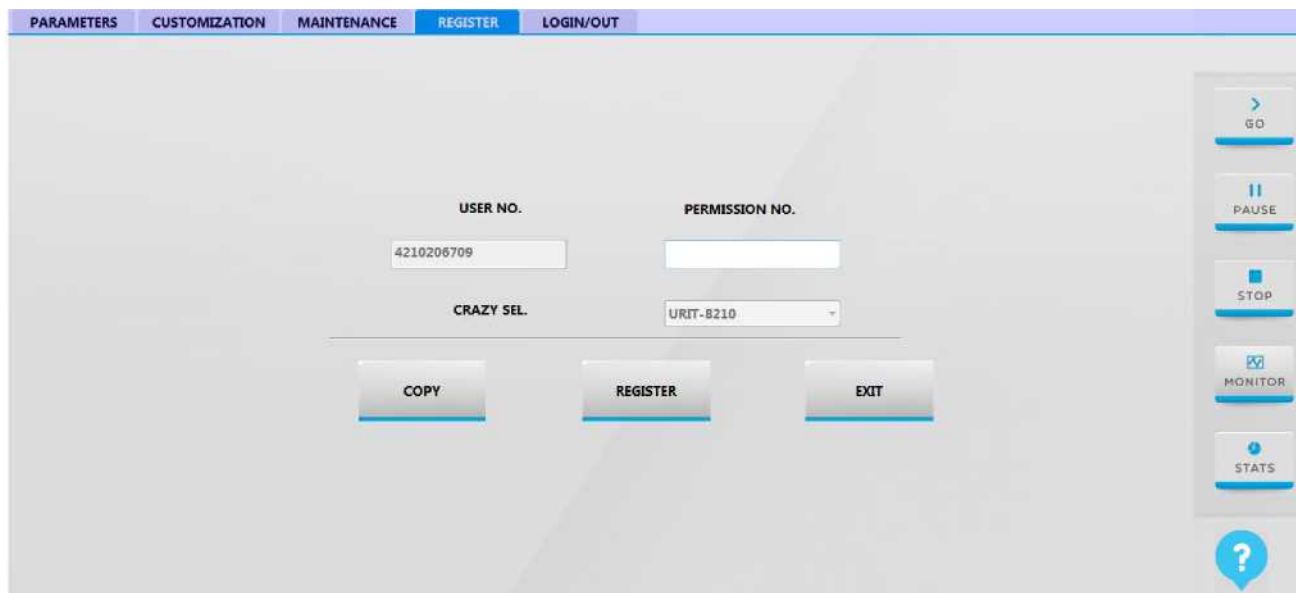 PARAMETERS CUSTOMIZATION MAINTENANCE REGISTER LOGIN/OUT
GO
PAUSE
STOP
MONITOR
STATS
USER NO. PERMISSION NO.
4210206709
CRAZY SEL. URIT-8210
COPY REGISTER EXIT
?